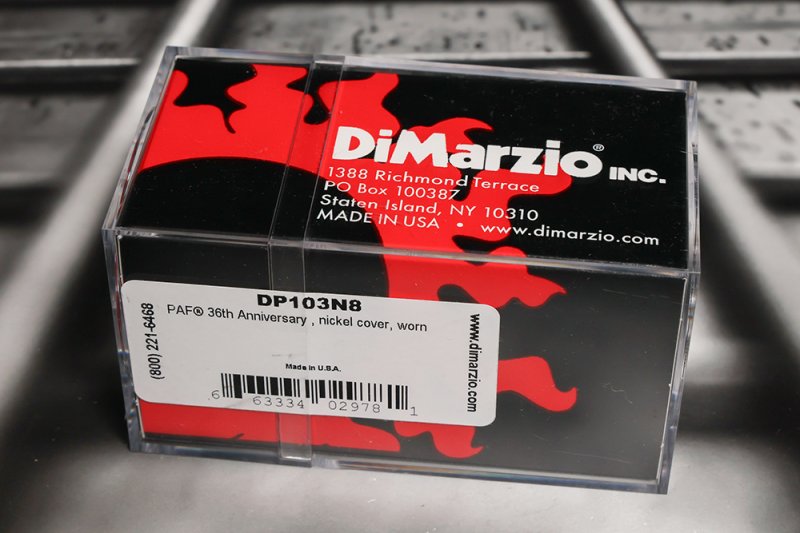 DiMarzio® INC.
1388 Richmond Terrace
PO Box 100387
Staten Island, NY 10310
MADE IN USA • www.dimarzio.com
DP103N8
PAF® 36th Anniversary , nickel cover, worn
(800) 221-6468
www.dimarzio.com
Made in U.S.A.
6 63334 02978 1